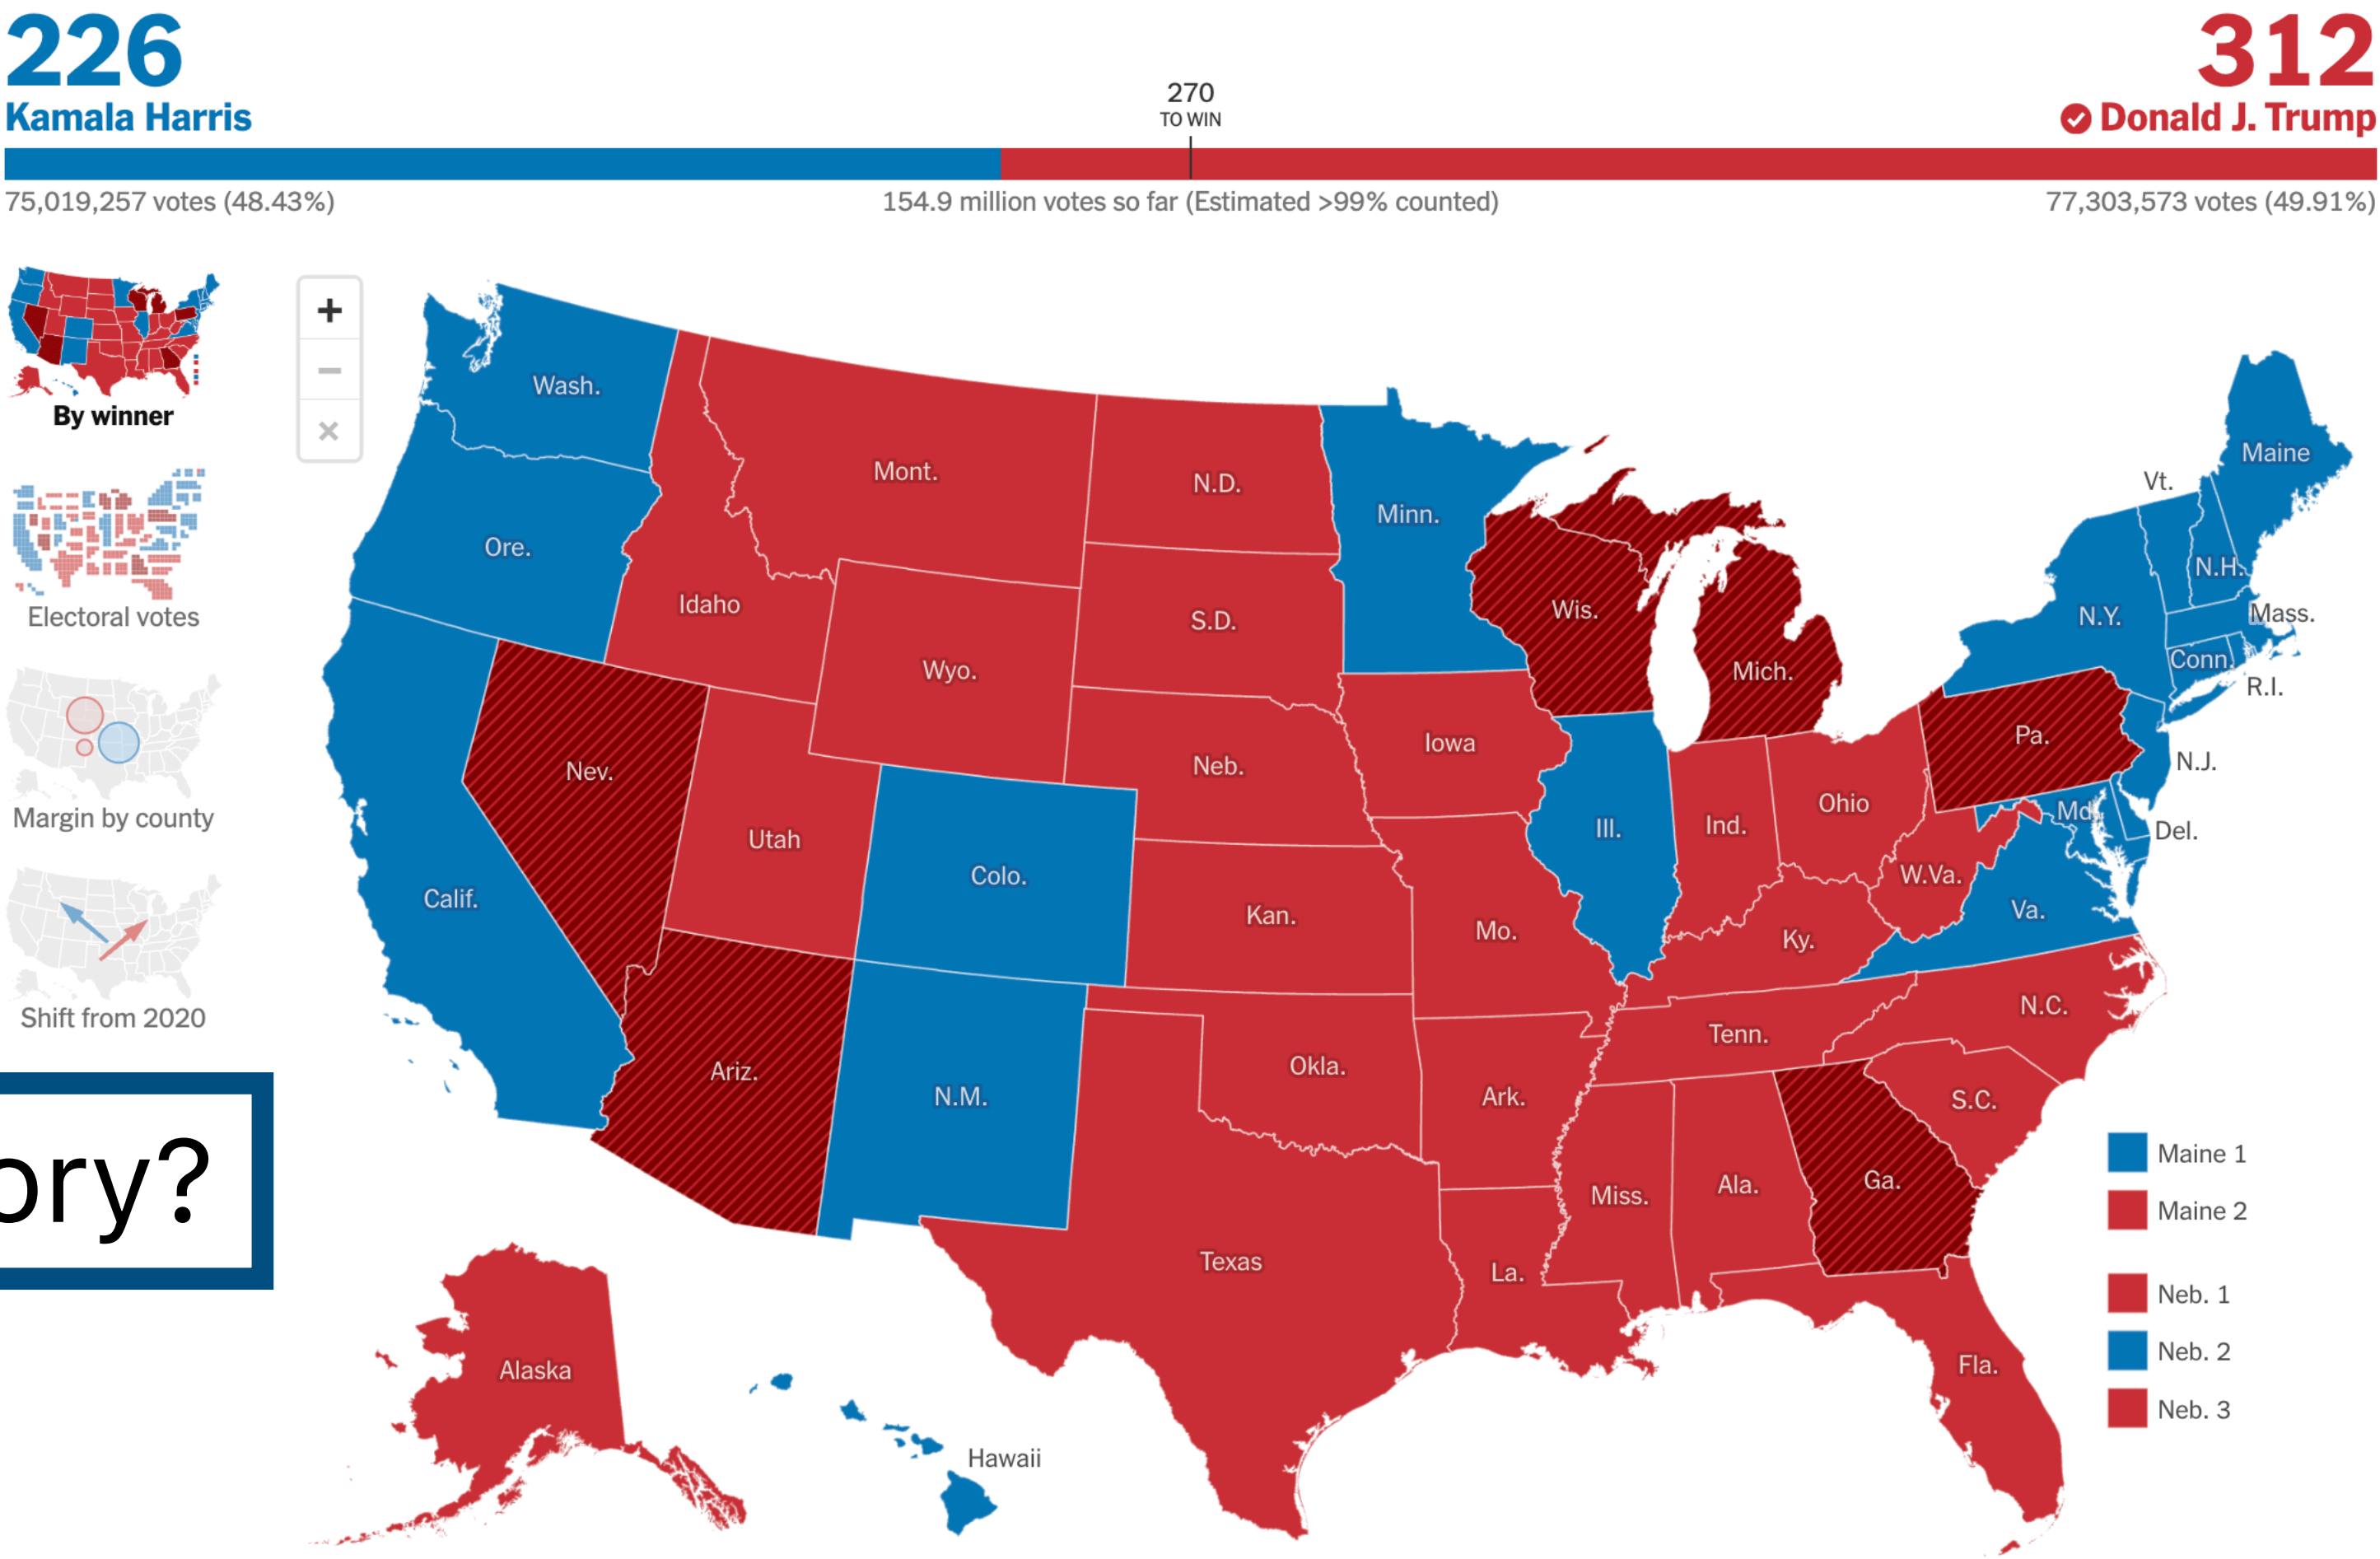 226
Kamala Harris
270
TO WIN
312
Donald J. Trump
75,019,257 votes (48.43%)
154.9 million votes so far (Estimated >99% counted)
77,303,573 votes (49.91%)
By winner
Electoral votes
Margin by county
Shift from 2020
ory?
+
−
×
Wash.
Ore.
Calif.
Nev.
Idaho
Mont.
Wyo.
Utah
Ariz.
Colo.
N.M.
N.D.
S.D.
Neb.
Kan.
Okla.
Texas
Minn.
Iowa
Mo.
Ark.
La.
Wis.
Ill.
Mich.
Ind.
Ohio
Ky.
Tenn.
Miss.
Ala.
Ga.
Fla.
S.C.
N.C.
Va.
W.Va.
Pa.
Md.
Del.
N.J.
N.Y.
Conn.
R.I.
Mass.
N.H.
Vt.
Maine
Alaska
Hawaii
Maine 1
Maine 2
Neb. 1
Neb. 2
Neb. 3